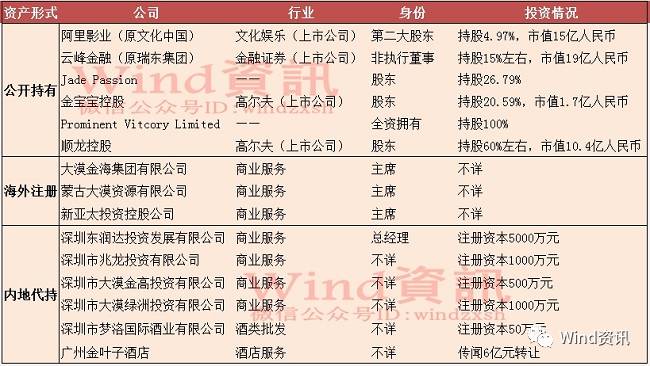 资产形式 公司 行业 身份 投资情况
公开持有
阿里影业（原文化中国） 文化娱乐（上市公司） 第二大股东 持股4.97%，市值15亿人民币
云峰金融（原瑞东集团） 金融证券（上市公司） 非执行董事 持股15%左右，市值19亿人民币
Jade Passion —— 股东 持股26.79%
金宝宝控股 高尔夫（上市公司） 股东 持股20.59%，市值1.7亿人民币
Prominent Vitcory Limited —— 全资拥有 持股100%
顺龙控股 高尔夫（上市公司） 股东 持股60%左右，市值10.4亿人民币
海外注册
大漠金海集团有限公司 商业服务 主席 不详
蒙古大漠资源有限公司 商业服务 主席 不详
新亚太投资控股公司 商业服务 主席 不详
内地代持
深圳东润达投资发展有限公司 商业服务 总经理 注册资本5000万元
深圳市兆龙投资有限公司 商业服务 不详 注册资本1000万元
深圳市大漠金高投资有限公司 商业服务 不详 注册资本500万元
深圳市大漠绿洲投资有限公司 商业服务 不详 注册资本1000万元
深圳市梦洛国际酒业有限公司 酒类批发 不详 注册资本50万元
广州金叶子酒店 酒店服务 不详 传闻6亿元转让
Wind資訊
微信公众号ID:windzxsh
Wind資訊
微信公众号ID:windzxsh
Wind资讯